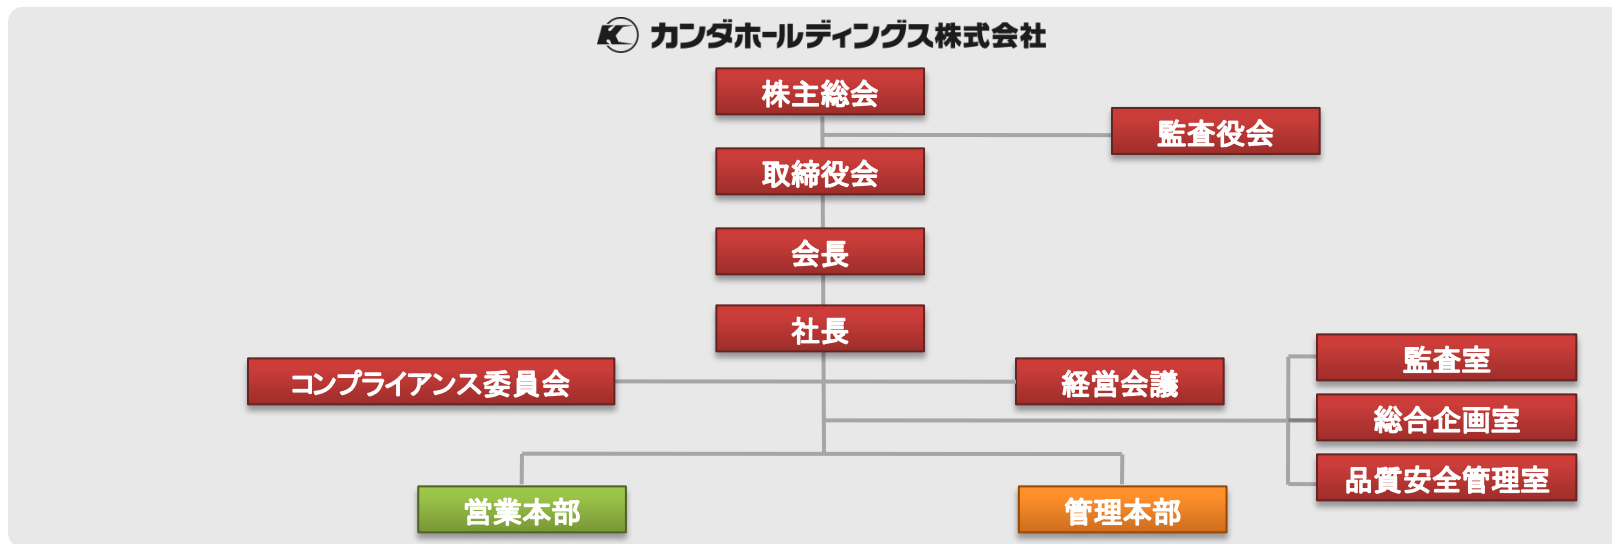 カンダホールディングス株式会社
株主総会
監査役会
取締役会
会長
社長
コンプライアンス委員会
経営会議
監査室
総合企画室
品質安全管理室
営業本部
管理本部